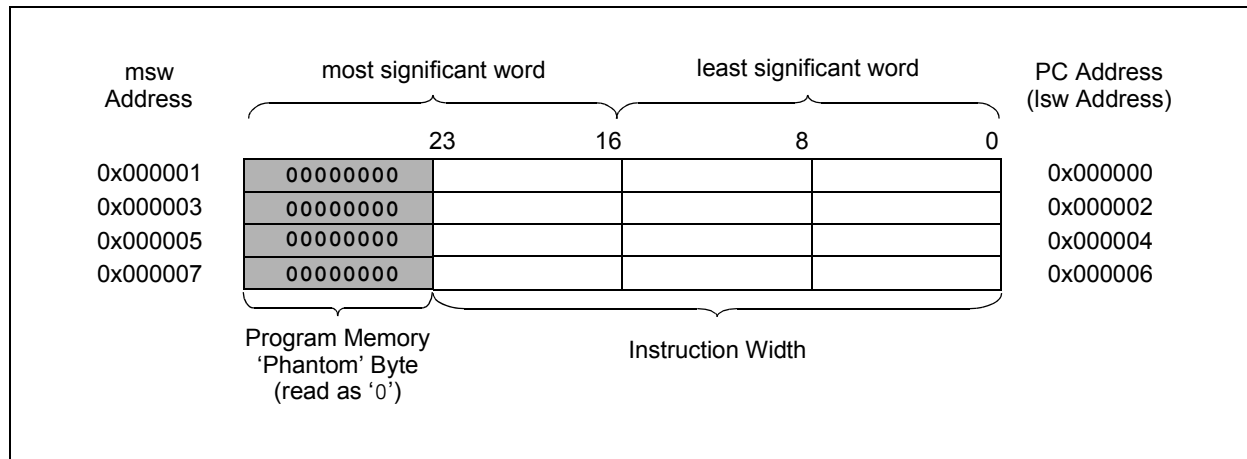 msw
Address
most significant word
least significant word
PC Address
(lsw Address)
23
16
8
0
0x000001
00000000
0x000000
0x000003
00000000
0x000002
0x000005
00000000
0x000004
0x000007
00000000
0x000006
Program Memory
‘Phantom’ Byte
(read as ‘0’)
Instruction Width